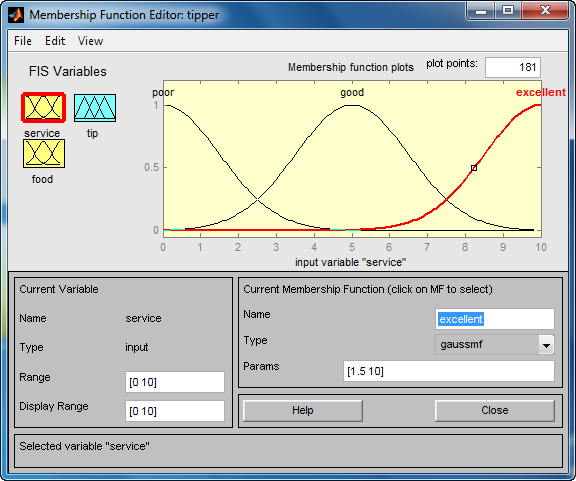 Membership Function Editor: tipper
File Edit View
FIS Variables
Membership function plots plot points: 181
service tip
food
poor good excellent
1
0.5
0
0 1 2 3 4 5 6 7 8 9 10
input variable "service"
Current Variable
Name service
Type input
Range [0 10]
Display Range [0 10]
Current Membership Function (click on MF to select)
Name excellent
Type gaussmf
Params [1.5 10]
Help Close
Selected variable "service"